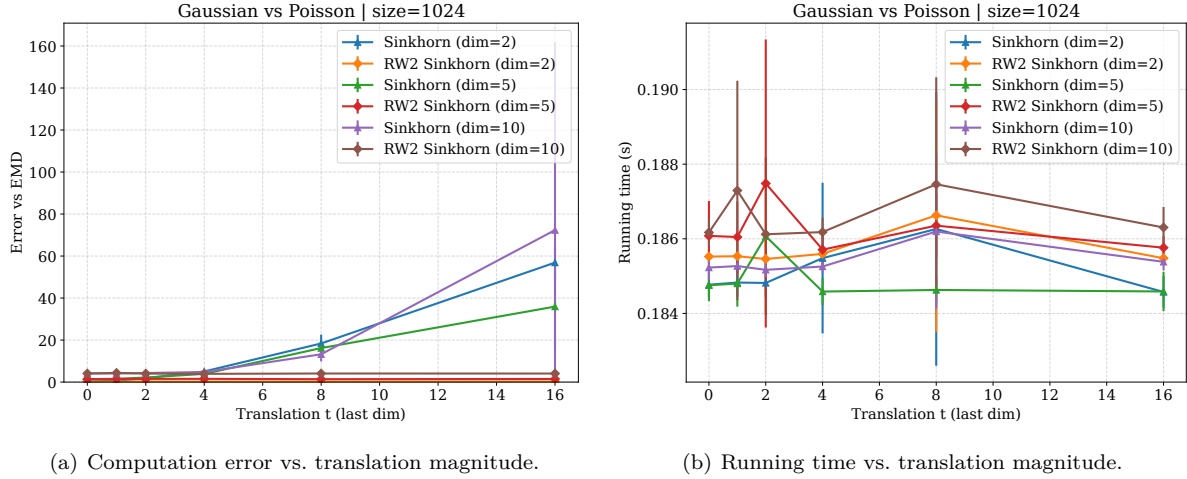 Gaussian vs Poisson | size=1024
160
140
120
100
80
60
40
20
0
Error vs EMD
0
2
4
6
8
10
12
14
16
Translation t (last dim)
Sinkhorn (dim=2)
RW2 Sinkhorn (dim=2)
Sinkhorn (dim=5)
RW2 Sinkhorn (dim=5)
Sinkhorn (dim=10)
RW2 Sinkhorn (dim=10)
(a) Computation error vs. translation magnitude.
Gaussian vs Poisson | size=1024
0.190
0.188
0.186
0.184
Running time (s)
0
2
4
6
8
10
12
14
16
Translation t (last dim)
Sinkhorn (dim=2)
RW2 Sinkhorn (dim=2)
Sinkhorn (dim=5)
RW2 Sinkhorn (dim=5)
Sinkhorn (dim=10)
RW2 Sinkhorn (dim=10)
(b) Running time vs. translation magnitude.